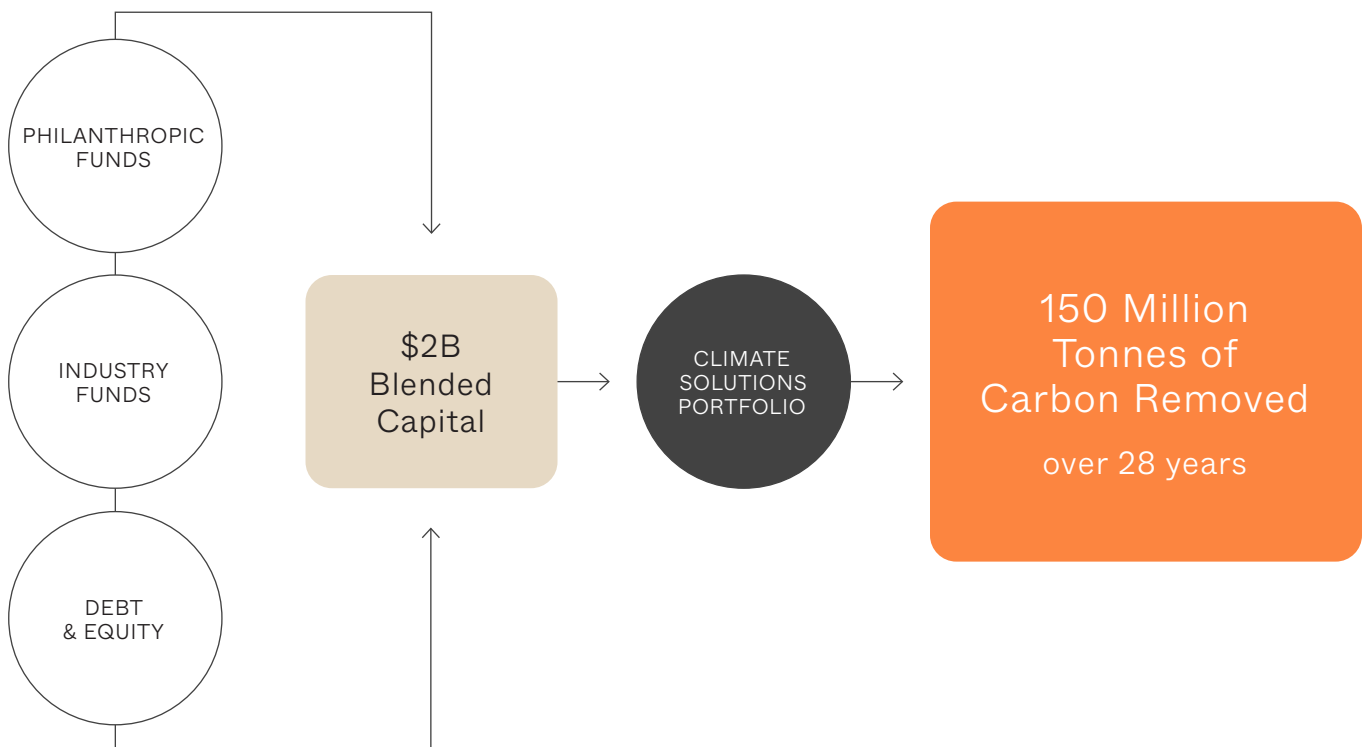 PHILANTHROPIC
FUNDS
INDUSTRY
FUNDS
DEBT
& EQUITY
$2B
Blended
Capital
CLIMATE
SOLUTIONS
PORTFOLIO
150 Million
Tonnes of
Carbon Removed
over 28 years